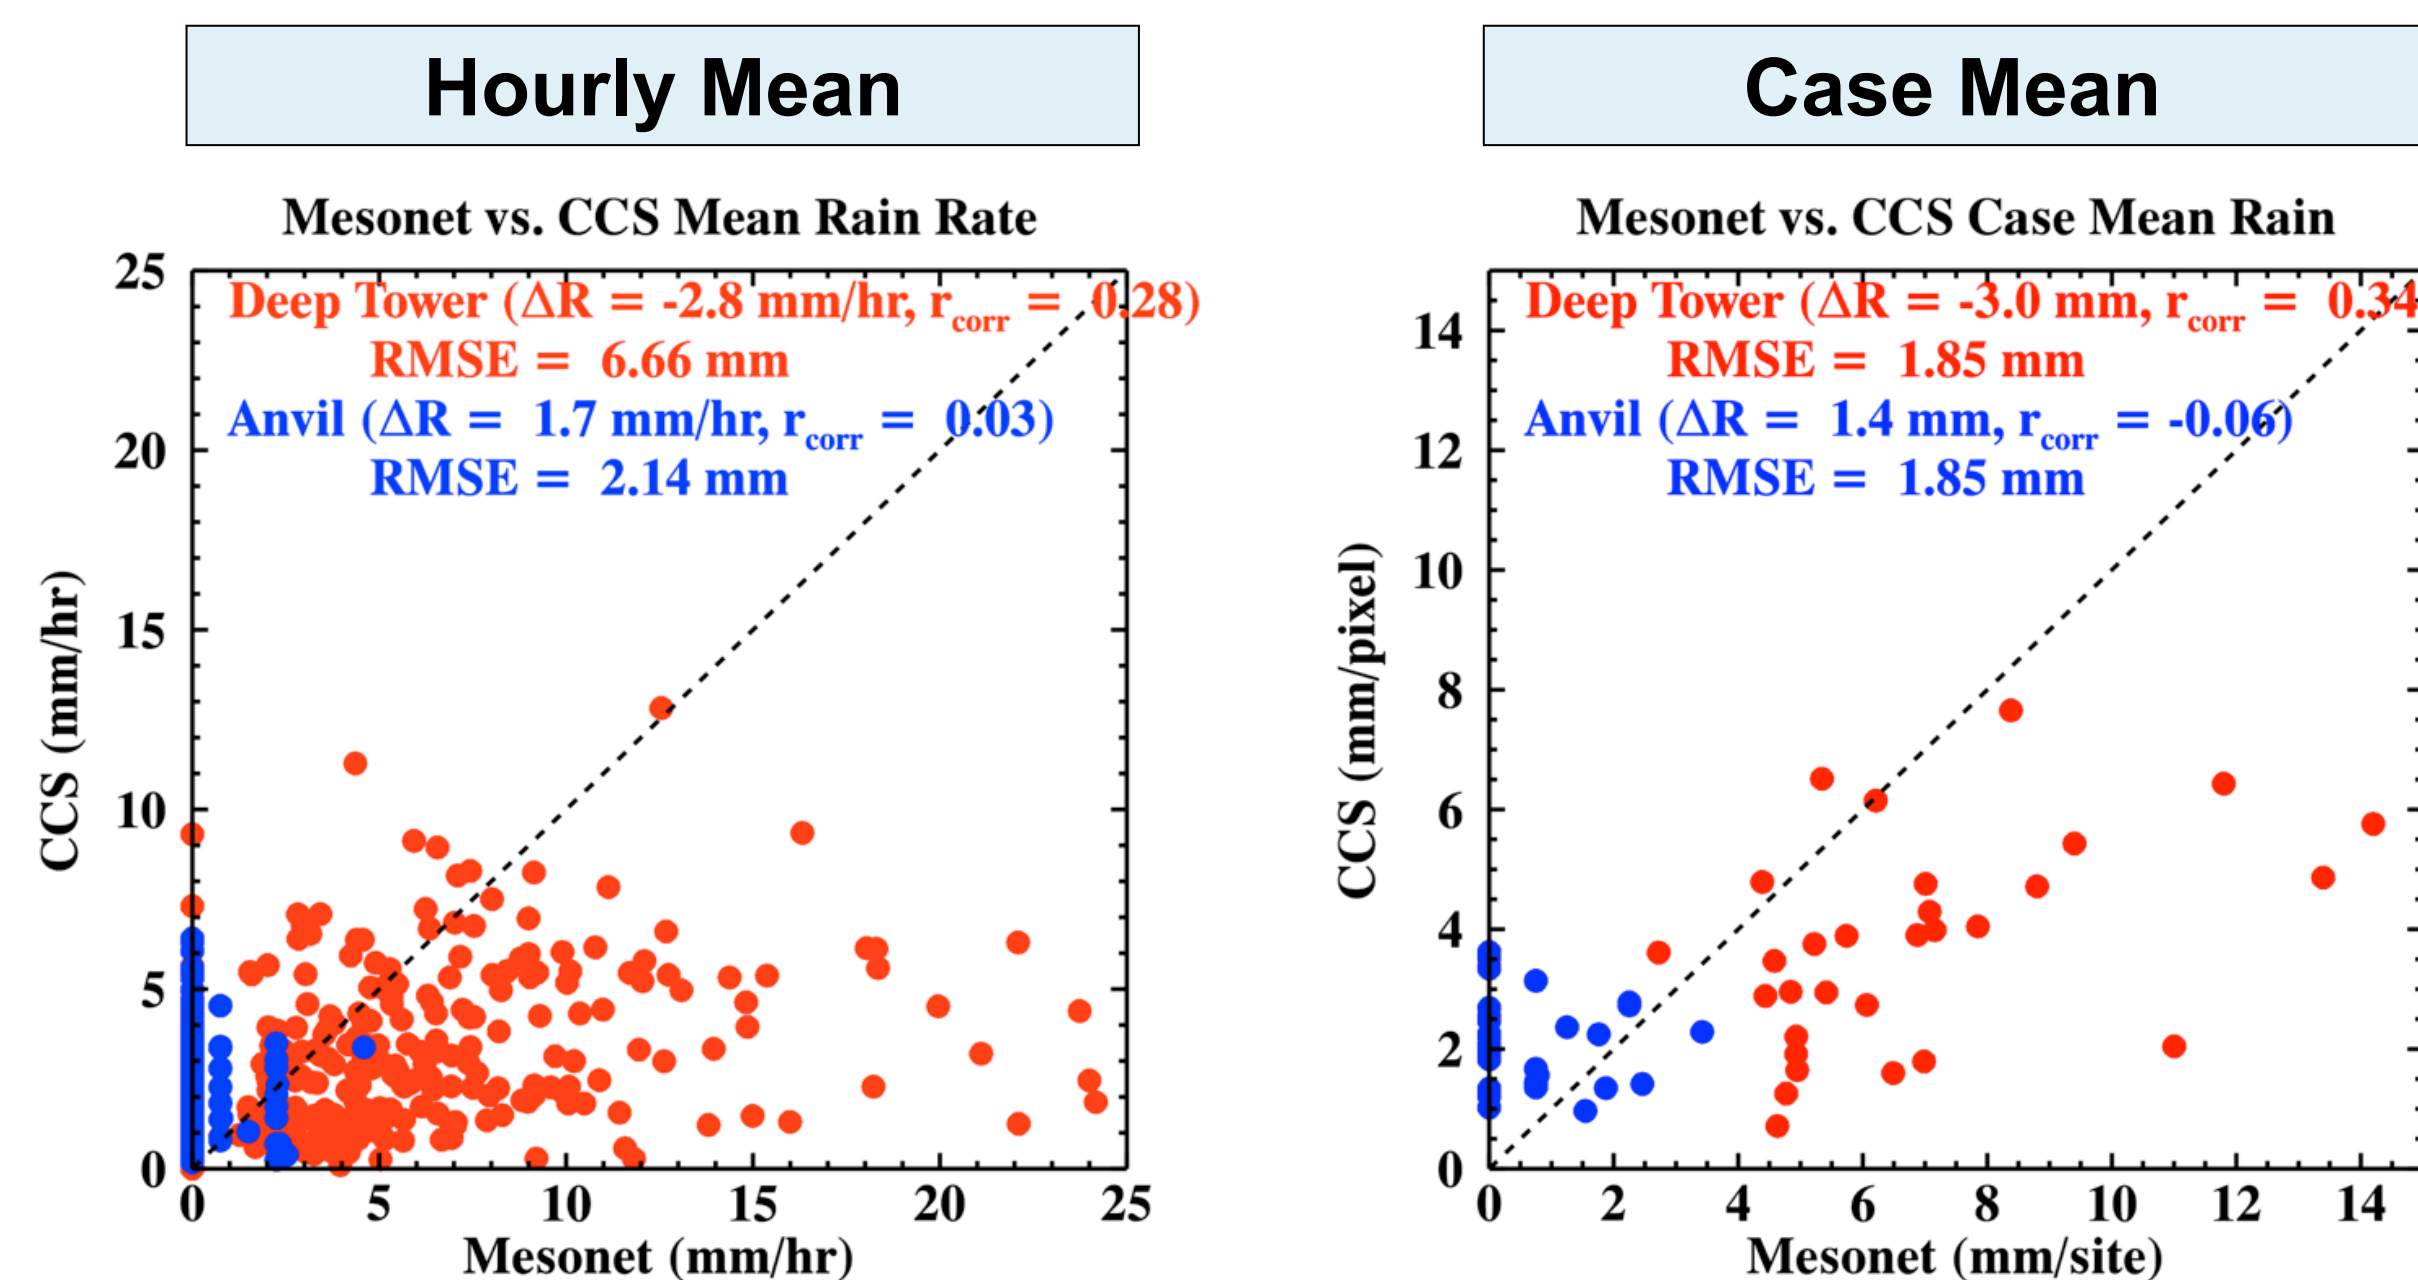 Hourly Mean
Mesonet vs. CCS Mean Rain Rate
Deep Tower (ΔR = -2.8 mm/hr, rcorr = 0.28)
RMSE = 6.66 mm
Anvil (ΔR = 1.7 mm/hr, rcorr = 0.03)
RMSE = 2.14 mm
25
20
15
10
5
0
CCS (mm/hr)
0 5 10 15 20 25
Mesonet (mm/hr)
Case Mean
Mesonet vs. CCS Case Mean Rain
Deep Tower (ΔR = -3.0 mm, rcorr = 0.34
RMSE = 1.85 mm
Anvil (ΔR = 1.4 mm, rcorr = -0.06)
RMSE = 1.85 mm
14
12
10
8
6
4
2
0
CCS (mm/pixel)
0 2 4 6 8 10 12 14
Mesonet (mm/site)